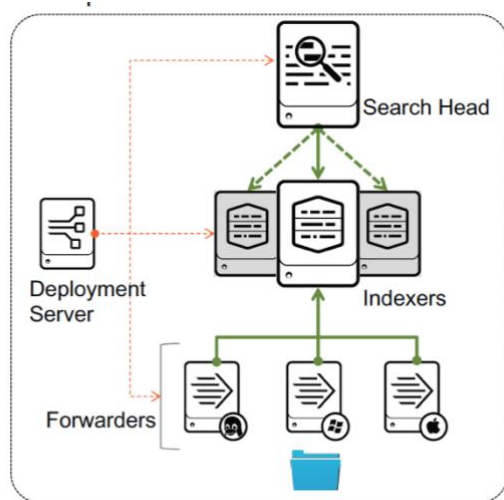 Search Head
Deployment
Server
Indexers
Forwarders